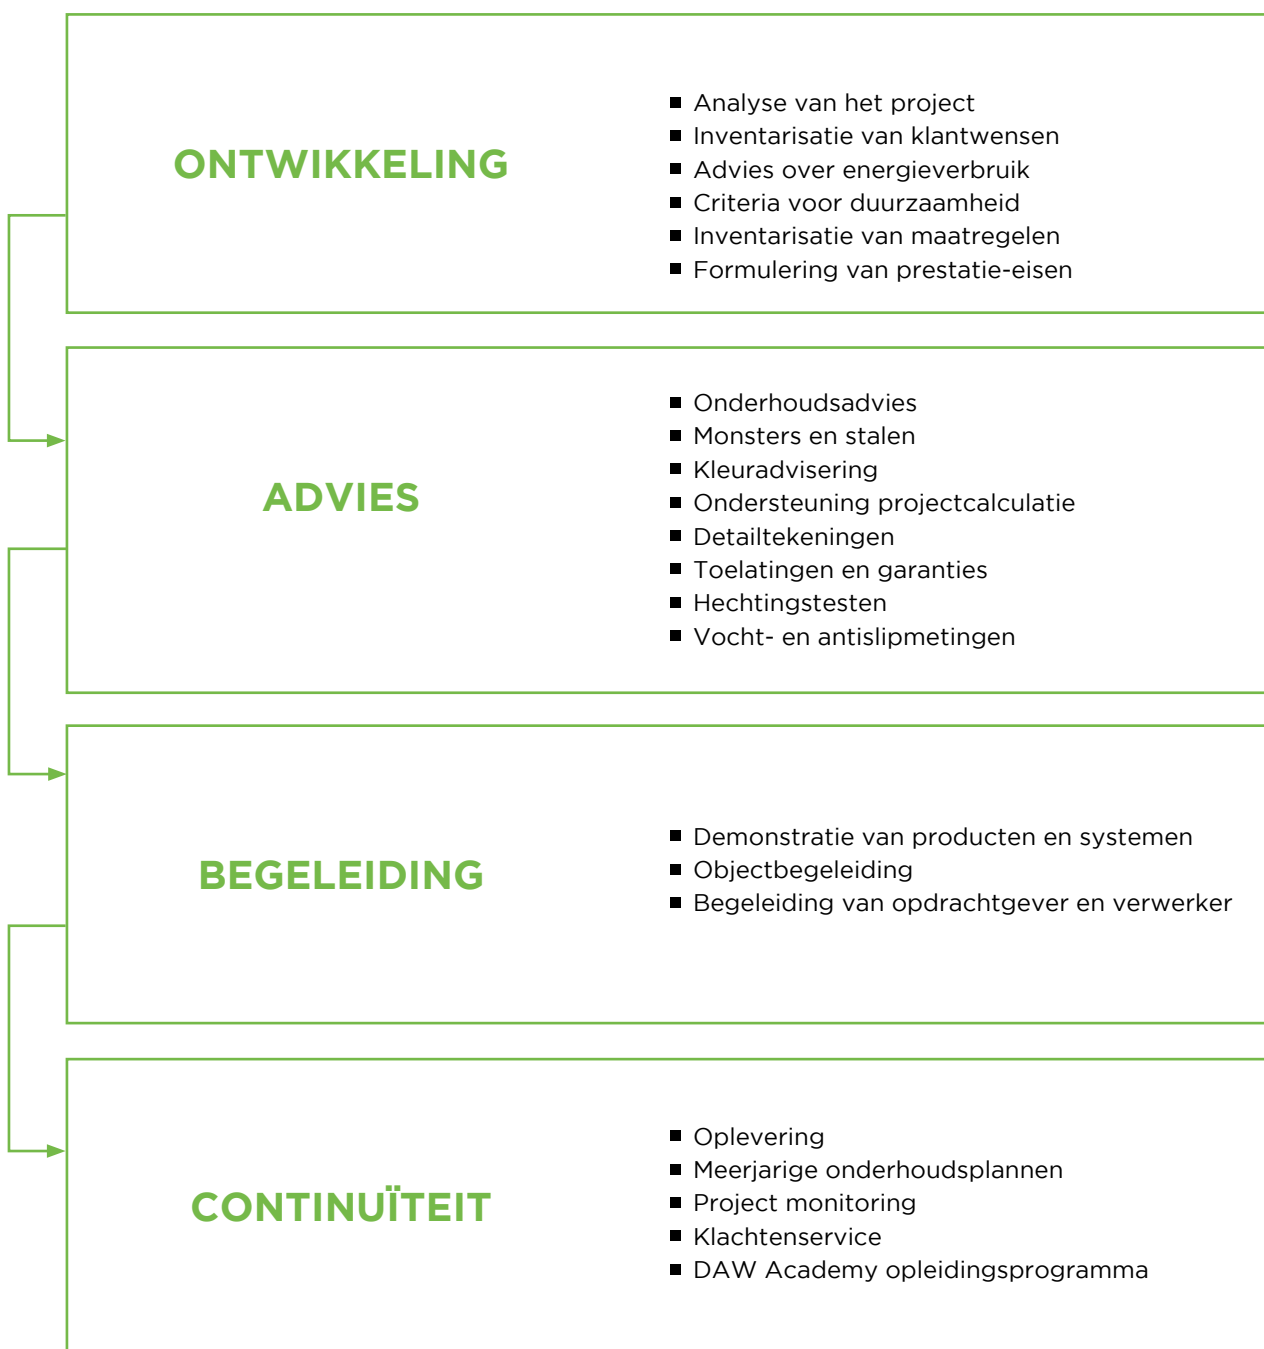 ONTWIKKELING
■ Analyse van het project
■ Inventarisatie van klantwensen
■ Advies over energieverbruik
■ Criteria voor duurzaamheid
■ Inventarisatie van maatregelen
■ Formulering van prestatie-eisen
ADVIES
■ Onderhoudsadvies
■ Monsters en stalen
■ Kleuradvisering
■ Ondersteuning projectcalculatie
■ Detailtekeningen
■ Toelatingen en garanties
■ Hechtingstesten
■ Vocht- en antislipmetingen
BEGELEIDING
■ Demonstratie van producten en systemen
■ Objectbegeleiding
■ Begeleiding van opdrachtgever en verwerker
CONTINUÏTEIT
■ Oplevering
■ Meerjarige onderhoudsplannen
■ Project monitoring
■ Klachtenservice
■ DAW Academy opleidingsprogramma